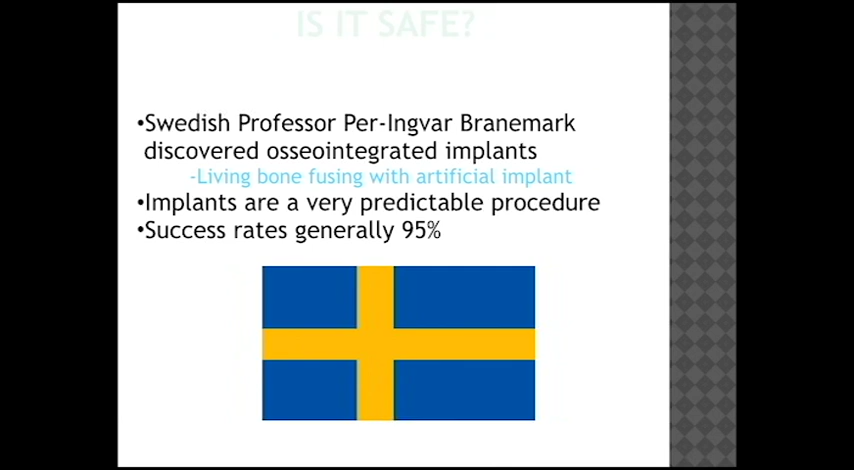 IS IT SAFE?
•Swedish Professor Per-Ingvar Branemark
discovered osseointegrated implants
-Living bone fusing with artificial implant
•Implants are a very predictable procedure
•Success rates generally 95%